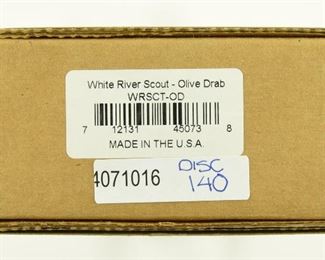 White River Scout - Olive Drab
WRSCT-OD
7 12131 45073 8
MADE IN THE U.S.A.
4071016
DISC
140